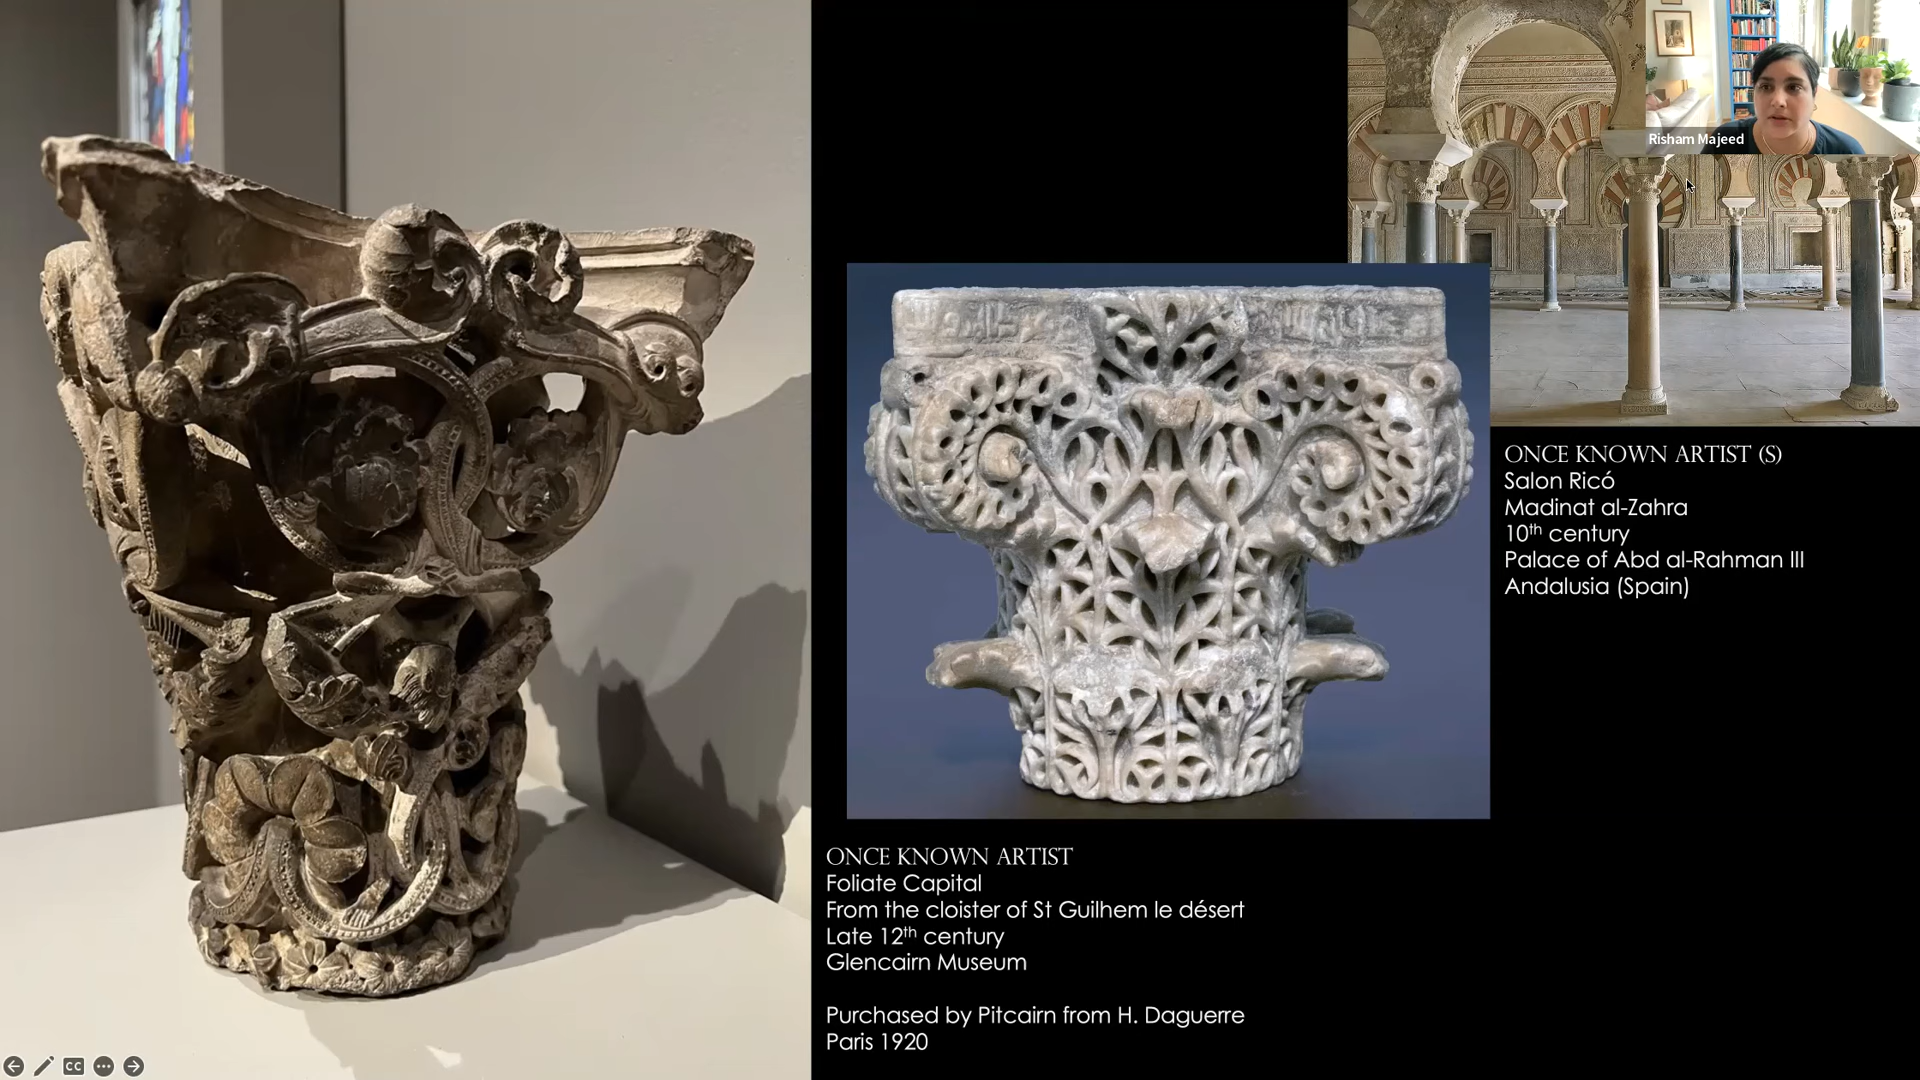 Risham Majeed
ONCE KNOWN ARTIST (S)
Salon Ricó
Madinat al-Zahra
10th century
Palace of Abd al-Rahman III
Andalusia (Spain)
ONCE KNOWN ARTIST
Foliate Capital
From the cloister of St Guilhem le désert
Late 12th century
Glencairn Museum
Purchased by Pitcairn from H. Daguerre
Paris 1920
CC